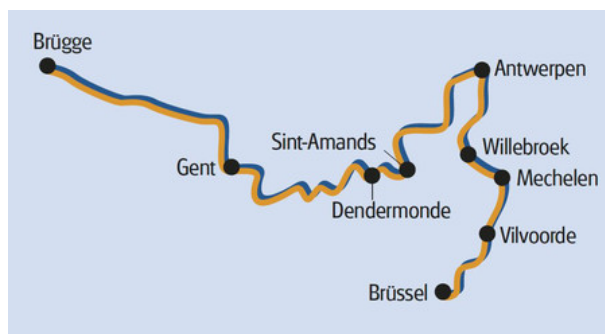 Brügge
Antwerpen
Sint-Amands
Willebroek
Gent
Mechelen
Dendermonde
Vilvoorde
Brüssel